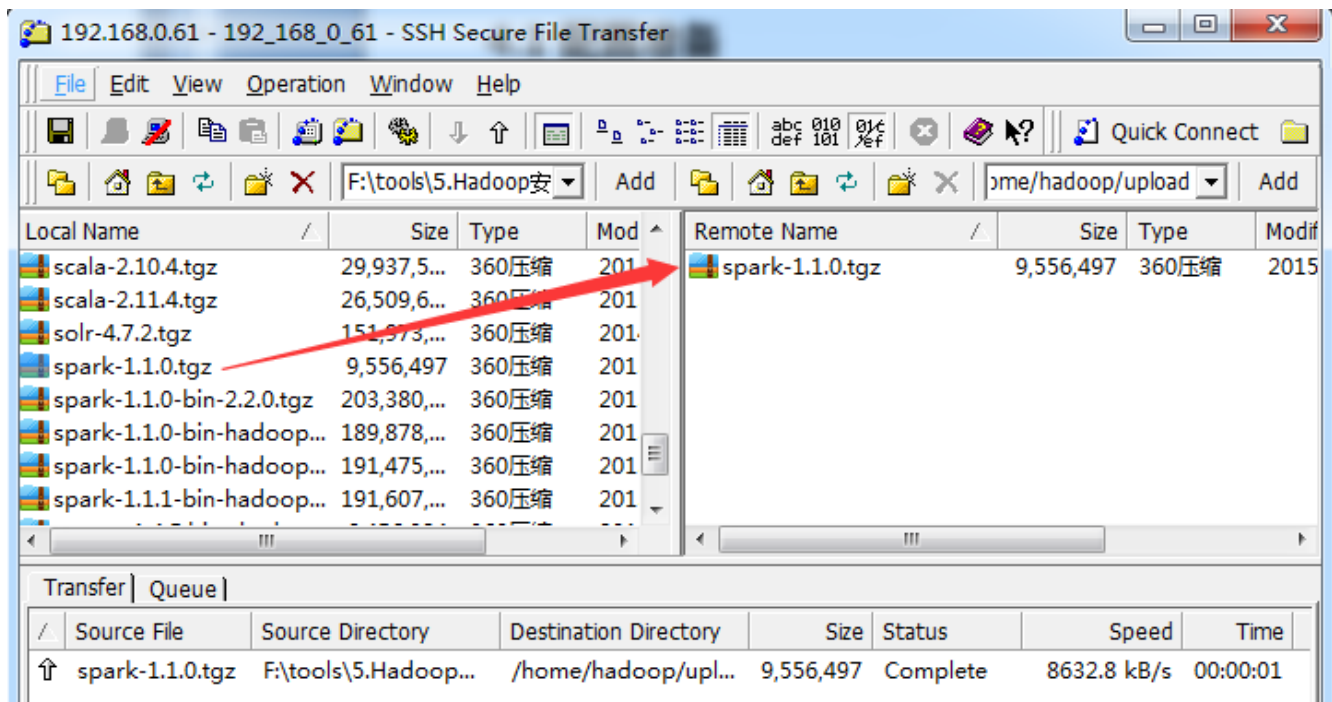 192.168.0.61 - 192_168_0_61 - SSH Secure File Transfer
File Edit View Operation Window Help
abc def 010 101 Quick Connect
F:\tools\5.Hadoop安 Add ome/hadoop/upload Add
Local Name Size Type Mod Remote Name Size Type Modif
scala-2.10.4.tgz 29,937,5... 360压缩 201 spark-1.1.0.tgz 9,556,497 360压缩 2015
scala-2.11.4.tgz 26,509,6... 360压缩 201
solr-4.7.2.tgz 151,973,... 360压缩 201
spark-1.1.0.tgz 9,556,497 360压缩 201
spark-1.1.0-bin-2.2.0.tgz 203,380,... 360压缩 201
spark-1.1.0-bin-hadoop... 189,878,... 360压缩 201
spark-1.1.0-bin-hadoop... 191,475,... 360压缩 201
spark-1.1.1-bin-hadoop... 191,607,... 360压缩 201
Transfer Queue
Source File Source Directory Destination Directory Size Status Speed Time
spark-1.1.0.tgz F:\tools\5.Hadoop... /home/hadoop/upl... 9,556,497 Complete 8632.8 kB/s 00:00:01